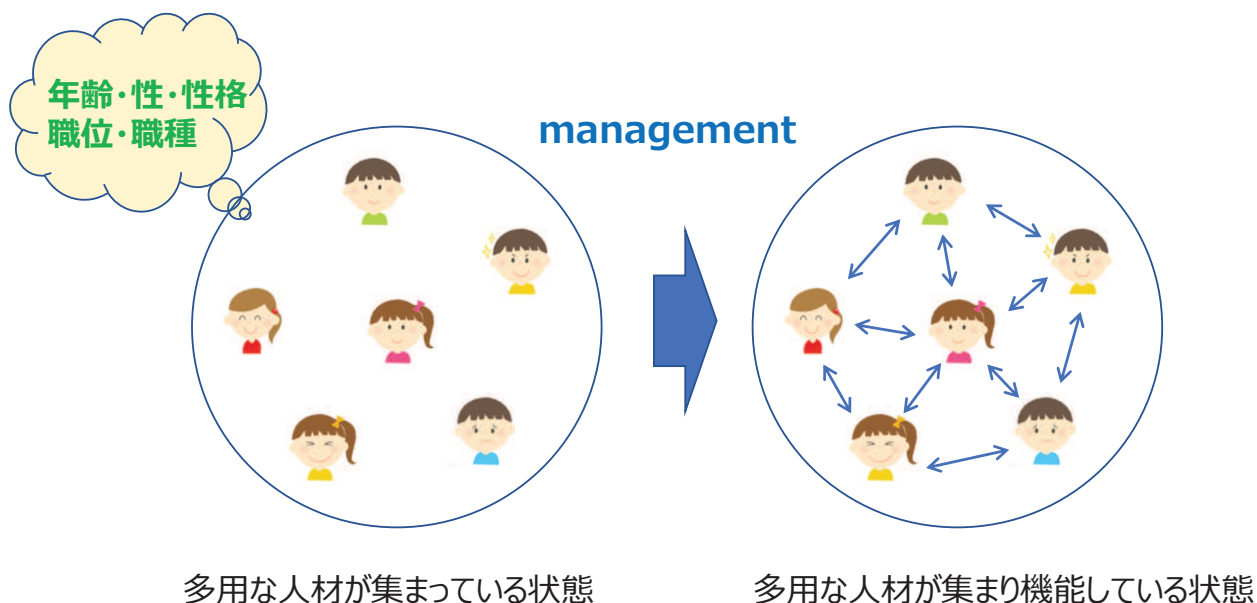 年齢・性・性格
職位・職種
management
多用な人材が集まっている状態
多用な人材が集まり機能している状態